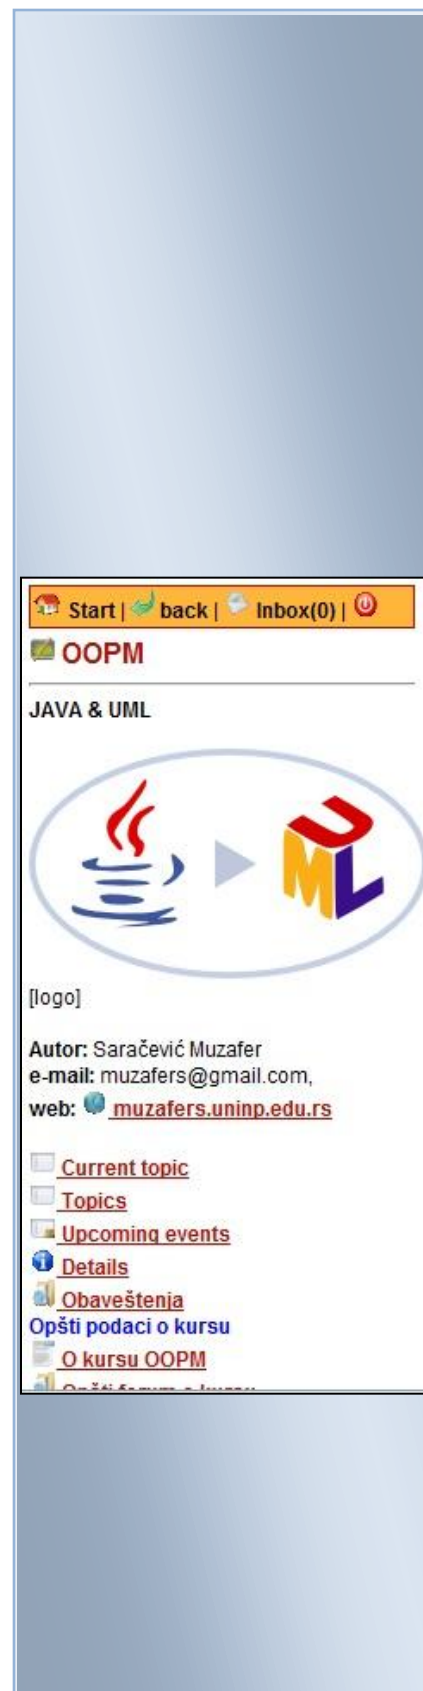 Start | back | Inbox(0) |
OOPM
JAVA & UML
UML
[logo]
Autor: Saračević Muzafer
e-mail: muzafers@gmail.com,
web: muzafers.uninp.edu.rs
Current topic
Topics
Upcoming events
Details
Obaveštenja
Opšti podaci o kursu
O kursu OOPM